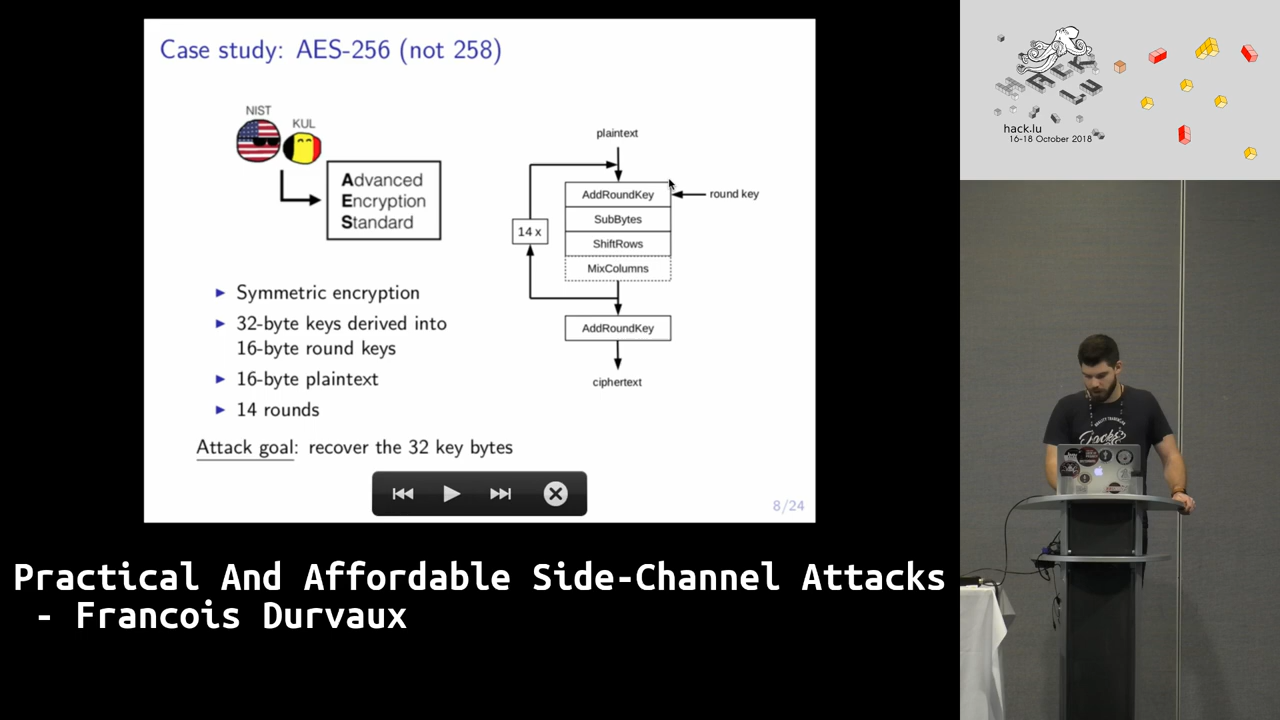 Case study: AES-256 (not 258)
NIST
KUL
Advanced
Encryption
Standard
plaintext
AddRoundKey
round key
SubBytes
14 x
ShiftRows
MixColumns
AddRoundKey
ciphertext
► Symmetric encryption
► 32-byte keys derived into
16-byte round keys
► 16-byte plaintext
► 14 rounds
Attack goal: recover the 32 key bytes
8/24
Practical And Affordable Side-Channel Attacks
- Francois Durvaux
HACK
LU
hack.lu
16-18 October 2018